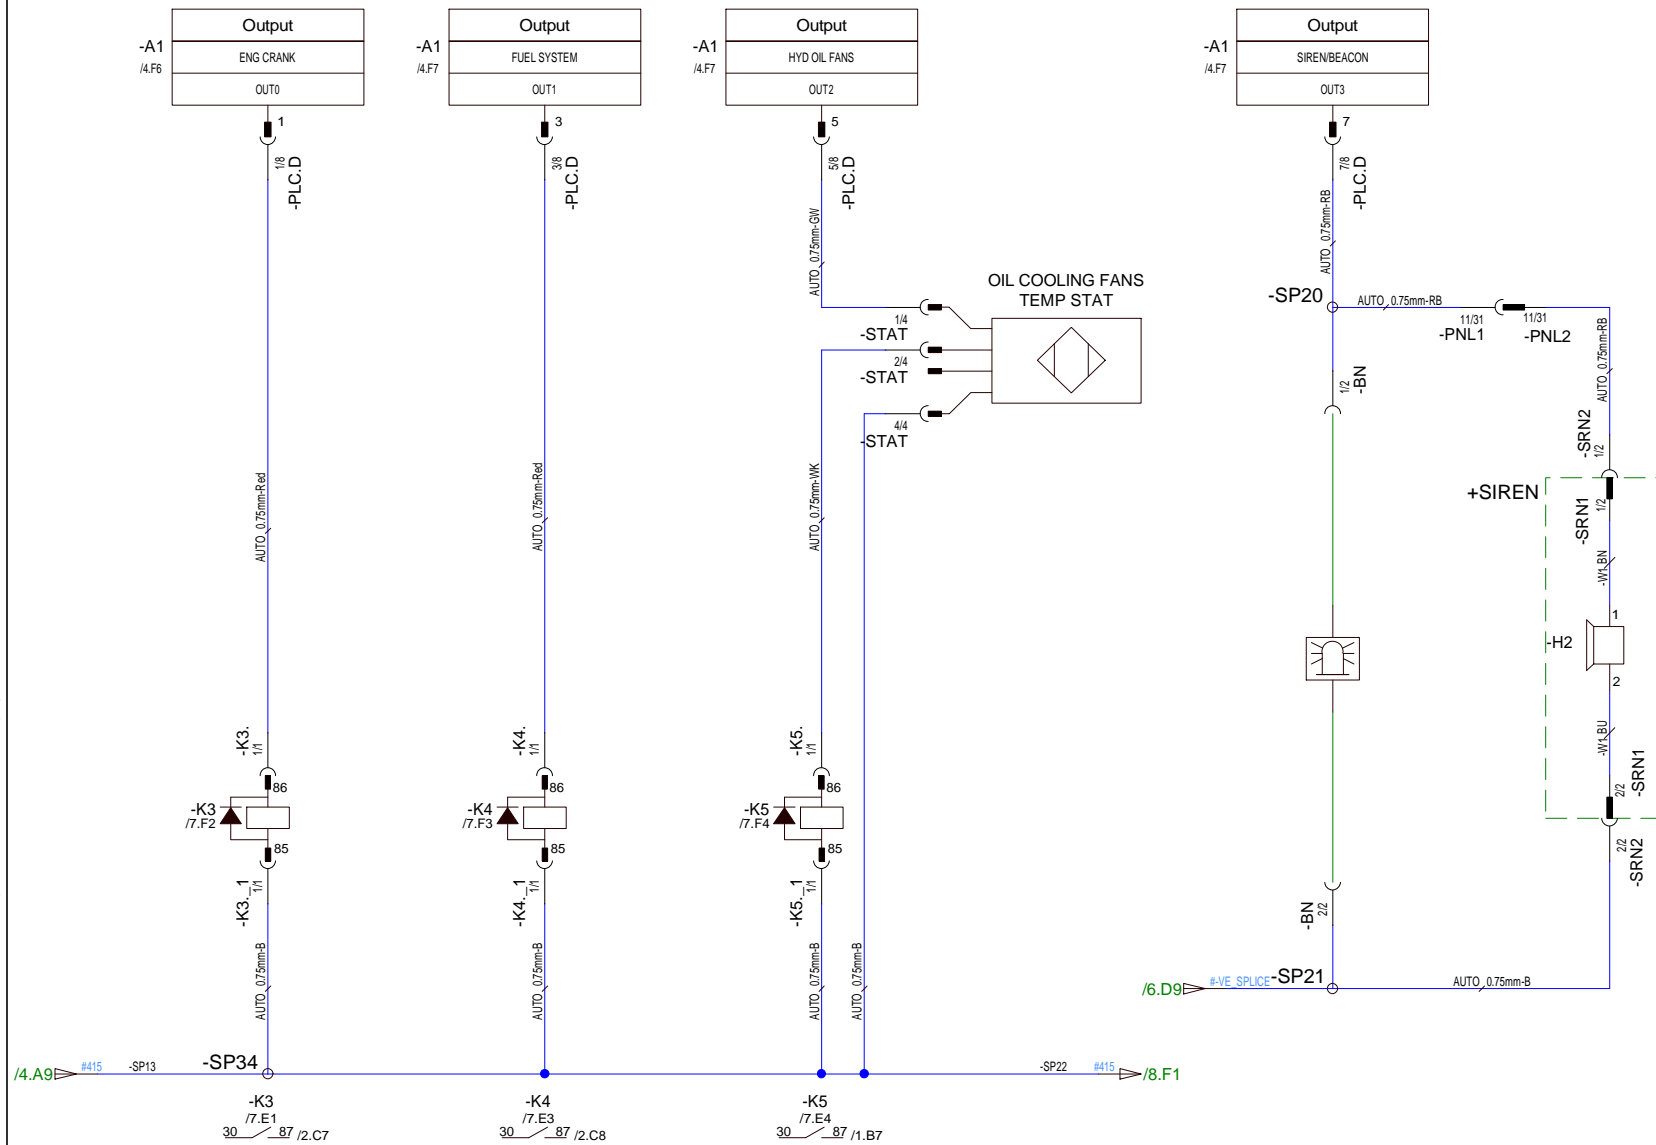 Output
-A1
ENG CRANK
/4.F6
OUT0
1
1/8
-PLC.D
AUTO_0.75mm-Red
-K3.
1/1
86
-K3
/7.F2
85
-K3._1
1/1
AUTO_0.75mm-B
Output
-A1
FUEL SYSTEM
/4.F7
OUT1
3
3/8
-PLC.D
AUTO_0.75mm-Red
-K4.
1/1
86
-K4
/7.F3
85
-K4._1
1/1
AUTO_0.75mm-B
Output
-A1
HYD OIL FANS
/4.F7
OUT2
5
5/8
-PLC.D
AUTO_0.75mm-GW
OIL COOLING FANS
TEMP STAT
1/4
-STAT
2/4
-STAT
4/4
-STAT
AUTO_0.75mm-WK
-K5.
1/1
86
-K5
/7.F4
85
-K5._1
1/1
AUTO_0.75mm-B
AUTO_0.75mm-B
Output
-A1
SIREN/BEACON
/4.F7
OUT3
7
7/8
-PLC.D
AUTO_0.75mm-RB
-SP20
AUTO_0.75mm-RB
11/31
-PNL1
11/31
-PNL2
AUTO_0.75mm-RB
1/2
-BN
-SRN2
1/2
+SIREN
-SRN1
1/2
-W1.BN
1
-H2
2
-W1.BU
2/2
-SRN1
2/2
-SRN2
-BN
2/2
/6.D9
#-VE_SPLICE
-SP21
AUTO_0.75mm-B
/4.A9
#415
-SP13
-SP34
-SP22
#415
/8.F1
-K3
/7.E1
30
87
/2.C7
-K4
/7.E3
30
87
/2.C8
-K5
/7.E4
30
87
/1.B7